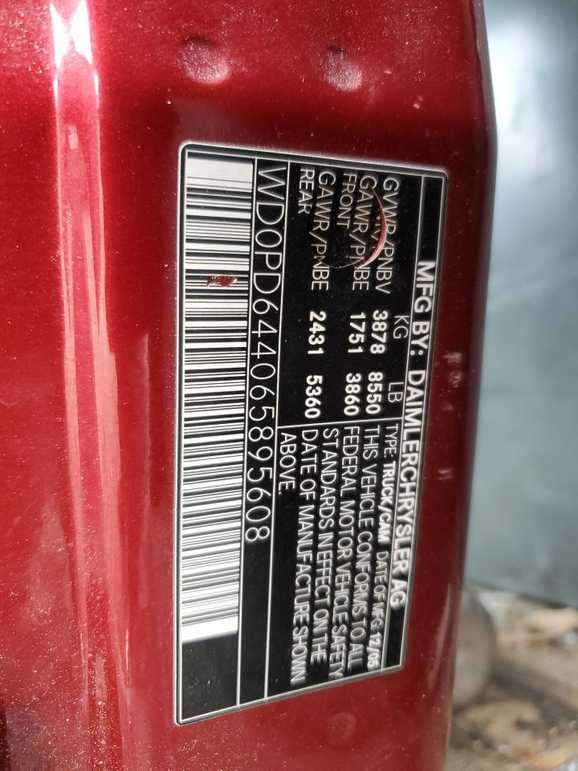 MFG BY: DAIMLERCHRYSLER AG
KG LB TYPE: TRUCK/CAM DATE OF MFG: 12/05
GVWR/PNBV 3878 8550
GAWR/PNBE FRONT 1751 3860
GAWR/PNBE REAR 2431 5360
THIS VEHICLE CONFORMS TO ALL
FEDERAL MOTOR VEHICLE SAFETY
STANDARDS IN EFFECT ON THE
DATE OF MANUFACTURE SHOWN
ABOVE.
WD0PD644065895608